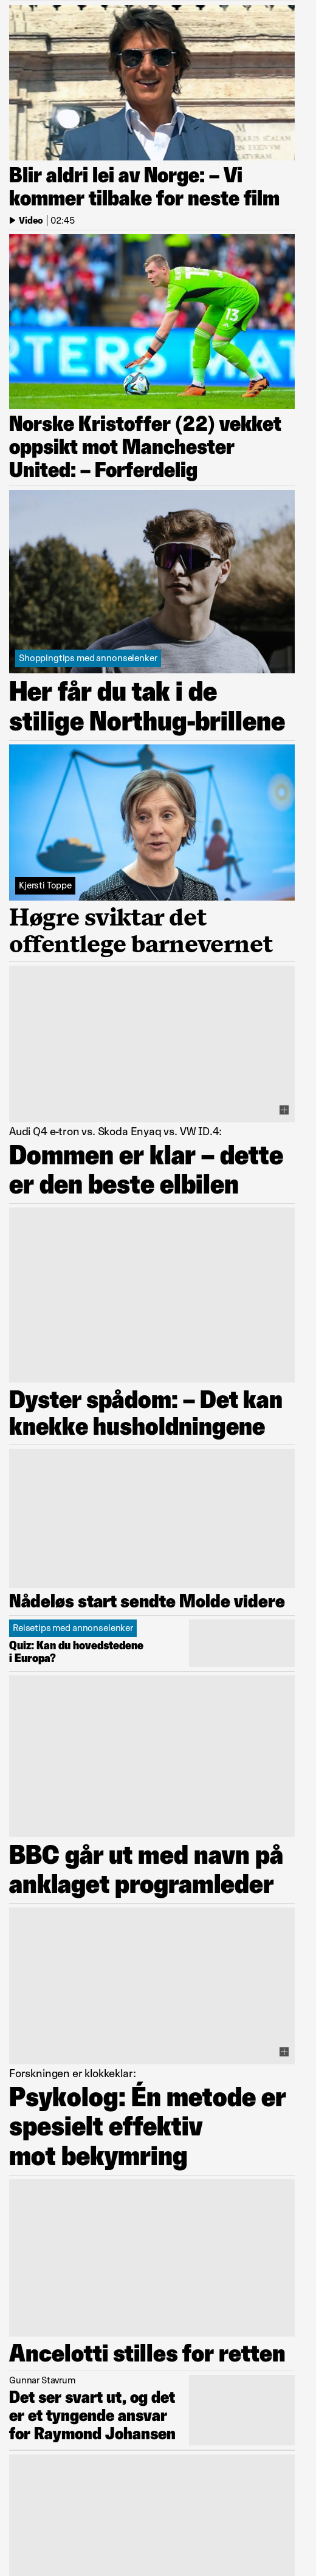 Blir aldri lei av Norge: – Vi
kommer tilbake for neste film
Video | 02:45
13
RTERS MAT
Norske Kristoffer (22) vekket
oppsikt mot Manchester
United: – Forferdelig
Shoppingtips med annonselenker
Her får du tak i de
stilige Northug-brillene
Kjersti Toppe
Høgre sviktar det
offentlege barnevernet
Audi Q4 e-tron vs. Skoda Enyaq vs. VW ID.4:
Dommen er klar – dette
er den beste elbilen
Dyster spådom: – Det kan
knekke husholdningene
Nådeløs start sendte Molde videre
Reisetips med annonselenker
Quiz: Kan du hovedstedene
i Europa?
BBC går ut med navn på
anklaget programleder
Forskningen er klokkeklar:
Psykolog: Én metode er
spesielt effektiv
mot bekymring
Ancelotti stilles for retten
Gunnar Stavrum
Det ser svart ut, og det
er et tyngende ansvar
for Raymond Johansen